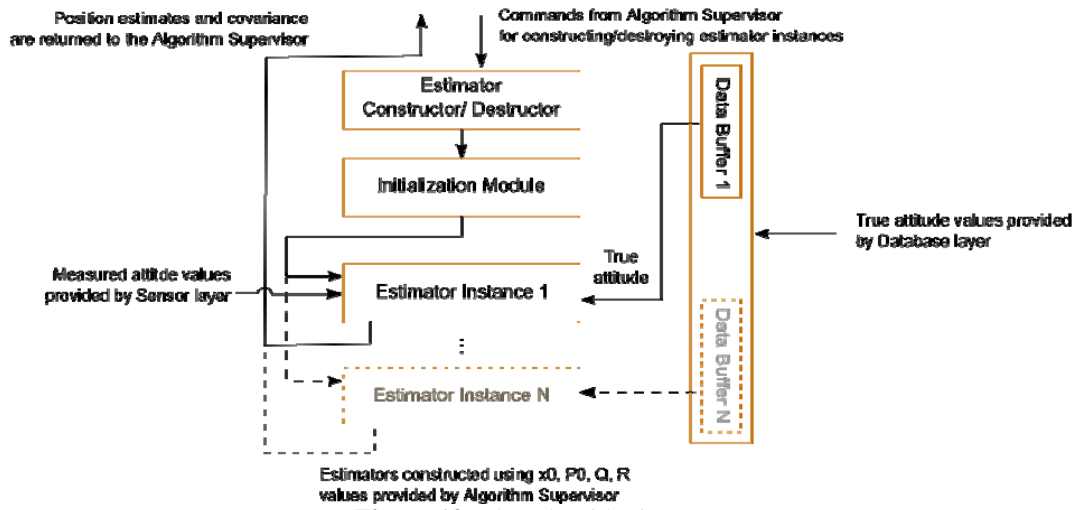 Position estimates and covariance
are returned to the Algorithm Supervisor
Commands from Algorithm Supervisor
for constructing/destroying estimator instances
Estimator
Constructor/ Destructor
Initialization Module
Data Buffer 1
True attitude values provided
by Database layer
True
attitude
Measured attitde values
provided by Sensor layer
Estimator Instance 1
...
Estimator Instance N
Data Buffer N
Estimators constructed using x0, P0, Q, R
values provided by Algorithm Supervisor